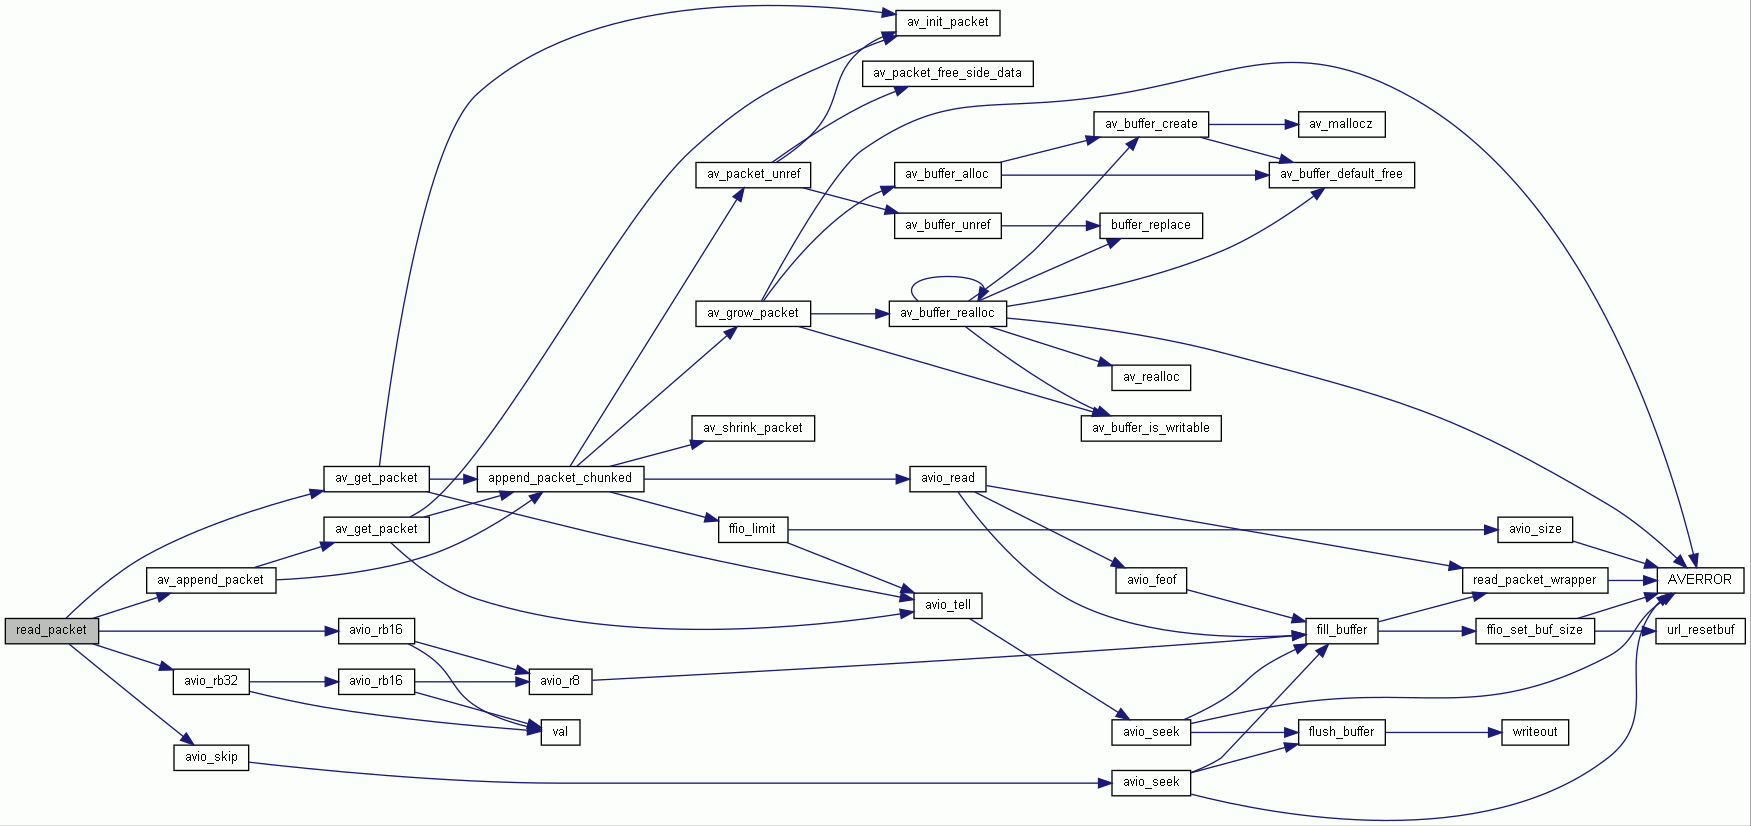 av_init_packet
av_packet_free_side_data
av_buffer_create
av_mallocz
av_packet_unref
av_buffer_alloc
av_buffer_default_free
av_buffer_unref
buffer_replace
av_grow_packet
av_buffer_realloc
av_realloc
av_shrink_packet
av_buffer_is_writable
av_get_packet
append_packet_chunked
avio_read
av_get_packet
ffio_limit
avio_size
av_append_packet
avio_feof
read_packet_wrapper
AVERROR
avio_tell
read_packet
avio_rb16
fill_buffer
ffio_set_buf_size
url_resetbuf
avio_rb32
avio_rb16
avio_r8
val
avio_seek
flush_buffer
writeout
avio_skip
avio_seek